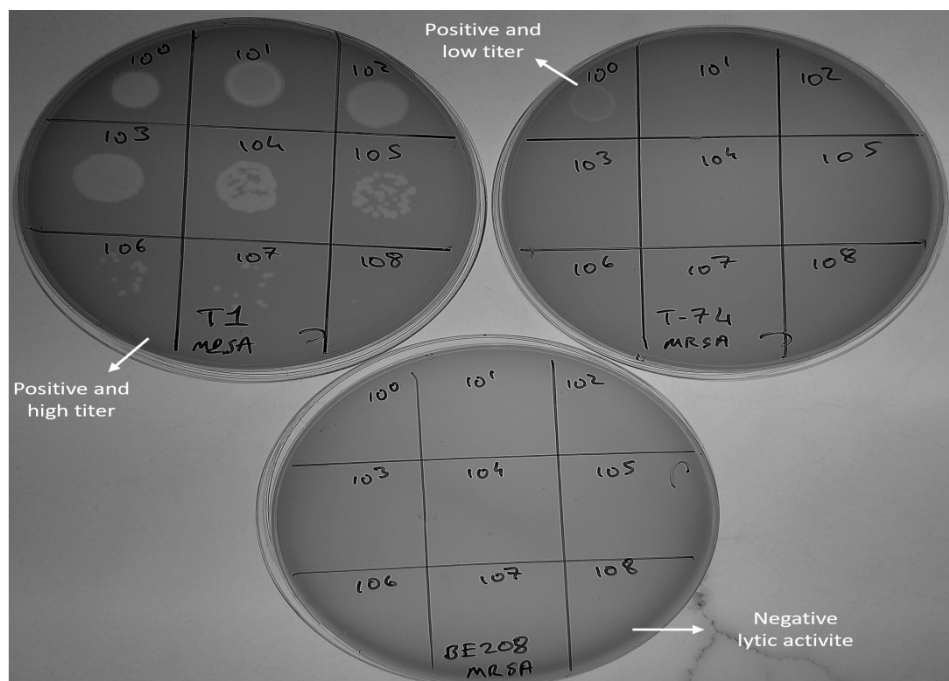 10⁰
10¹
10²
10³
104
105
106
107
108
T1
MRSA
Positive and
high titer
Positive and
low titer
10⁰
10¹
10²
10³
104
105
106
107
108
T-74
MRSA
10⁰
10¹
102
10³
104
105
106
107
108
BE208
MRSA
Negative
lytic activite